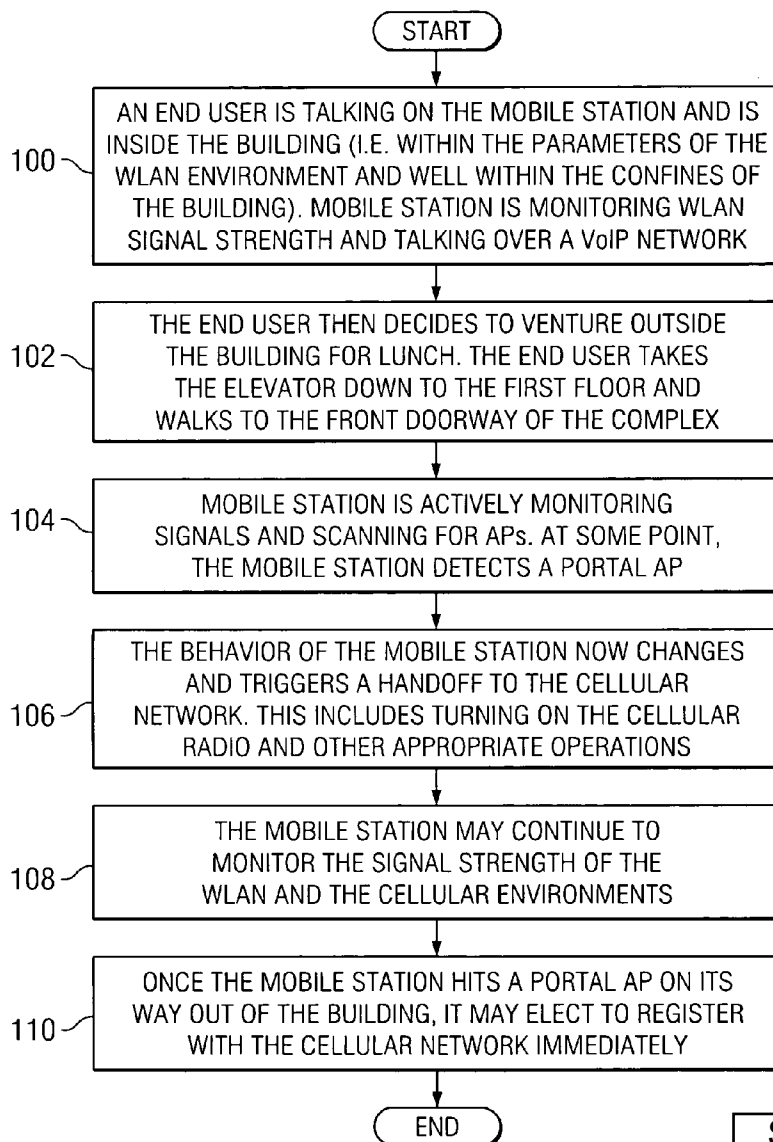 START
100
AN END USER IS TALKING ON THE MOBILE STATION AND IS
INSIDE THE BUILDING (I.E. WITHIN THE PARAMETERS OF THE
WLAN ENVIRONMENT AND WELL WITHIN THE CONFINES OF
THE BUILDING). MOBILE STATION IS MONITORING WLAN
SIGNAL STRENGTH AND TALKING OVER A VoIP NETWORK
102
THE END USER THEN DECIDES TO VENTURE OUTSIDE
THE BUILDING FOR LUNCH. THE END USER TAKES
THE ELEVATOR DOWN TO THE FIRST FLOOR AND
WALKS TO THE FRONT DOORWAY OF THE COMPLEX
104
MOBILE STATION IS ACTIVELY MONITORING
SIGNALS AND SCANNING FOR APs. AT SOME POINT,
THE MOBILE STATION DETECTS A PORTAL AP
106
THE BEHAVIOR OF THE MOBILE STATION NOW CHANGES
AND TRIGGERS A HANDOFF TO THE CELLULAR
NETWORK. THIS INCLUDES TURNING ON THE CELLULAR
RADIO AND OTHER APPROPRIATE OPERATIONS
108
THE MOBILE STATION MAY CONTINUE TO
MONITOR THE SIGNAL STRENGTH OF THE
WLAN AND THE CELLULAR ENVIRONMENTS
110
ONCE THE MOBILE STATION HITS A PORTAL AP ON ITS
WAY OUT OF THE BUILDING, IT MAY ELECT TO REGISTER
WITH THE CELLULAR NETWORK IMMEDIATELY
END